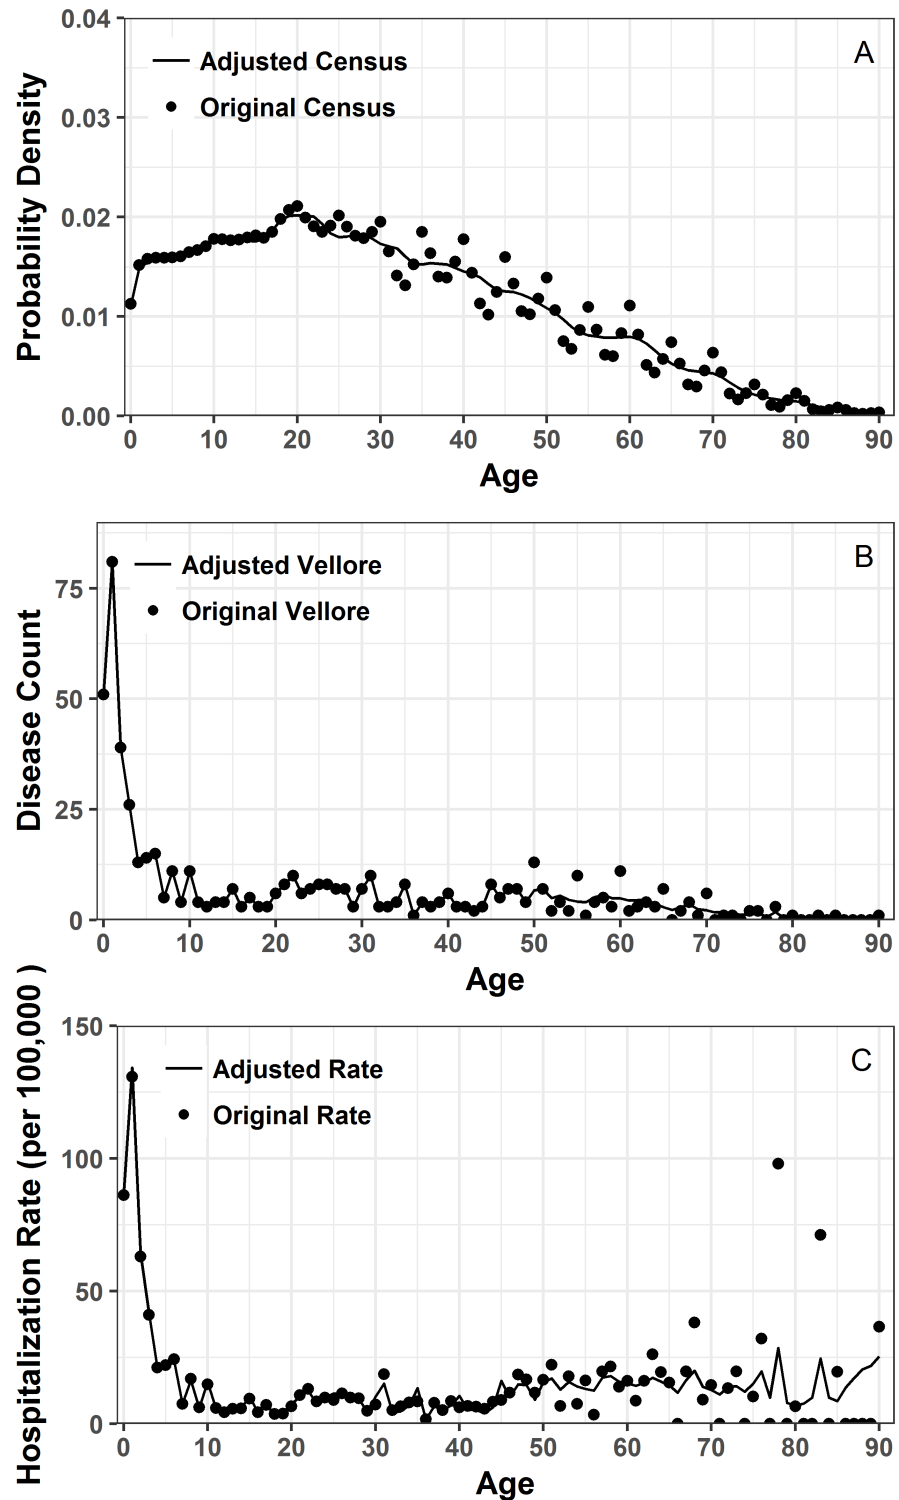 0.04
0.03
0.02
0.01
0.00
Probability Density
Adjusted Census
Original Census
A
0 10 20 30 40 50 60 70 80 90
Age
75
50
25
0
Disease Count
Adjusted Vellore
Original Vellore
B
0 10 20 30 40 50 60 70 80 90
Age
150
100
50
0
Hospitalization Rate (per 100,000 )
Adjusted Rate
Original Rate
C
0 10 20 30 40 50 60 70 80 90
Age